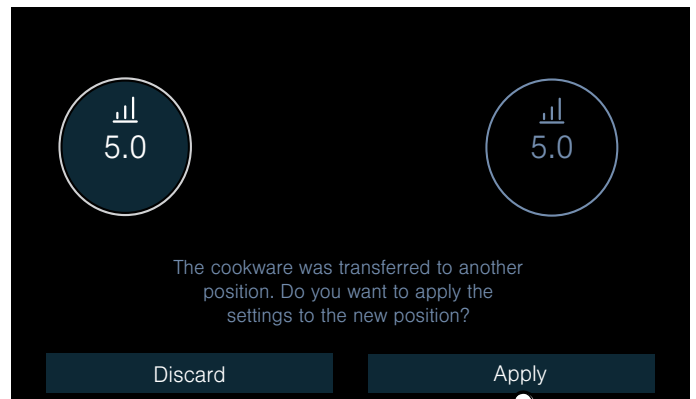 5.0
5.0
The cookware was transferred to another
position. Do you want to apply the
settings to the new position?
Discard
Apply